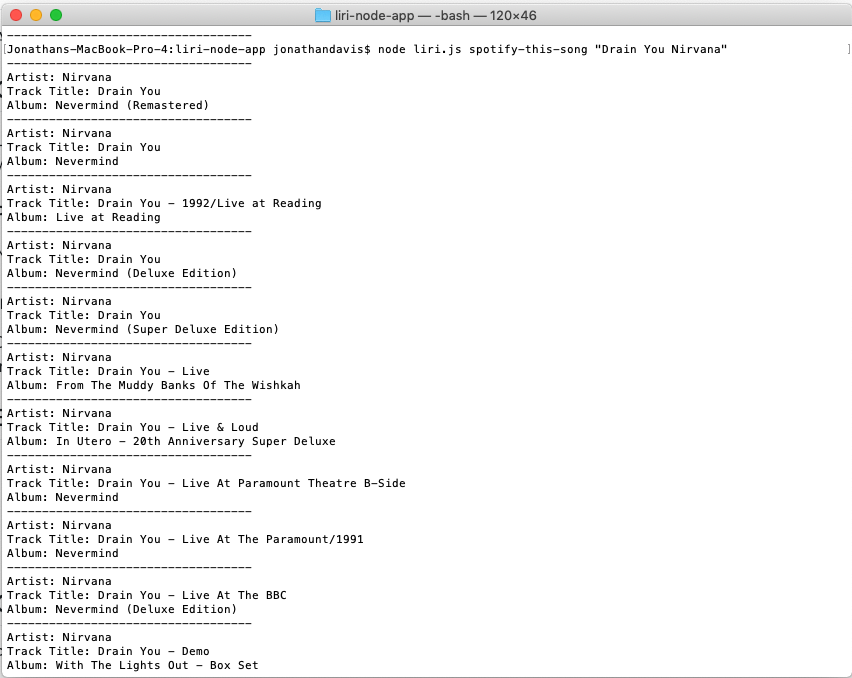 liri-node-app — -bash — 120×46
---------------------------------
[Jonathans-MacBook-Pro-4:liri-node-app jonathandavis$ node liri.js spotify-this-song "Drain You Nirvana" ]
---------------------------------
Artist: Nirvana
Track Title: Drain You
Album: Nevermind (Remastered)
---------------------------------
Artist: Nirvana
Track Title: Drain You
Album: Nevermind
---------------------------------
Artist: Nirvana
Track Title: Drain You - 1992/Live at Reading
Album: Live at Reading
---------------------------------
Artist: Nirvana
Track Title: Drain You
Album: Nevermind (Deluxe Edition)
---------------------------------
Artist: Nirvana
Track Title: Drain You
Album: Nevermind (Super Deluxe Edition)
---------------------------------
Artist: Nirvana
Track Title: Drain You - Live
Album: From The Muddy Banks Of The Wishkah
---------------------------------
Artist: Nirvana
Track Title: Drain You - Live & Loud
Album: In Utero - 20th Anniversary Super Deluxe
---------------------------------
Artist: Nirvana
Track Title: Drain You - Live At Paramount Theatre B-Side
Album: Nevermind
---------------------------------
Artist: Nirvana
Track Title: Drain You - Live At The Paramount/1991
Album: Nevermind
---------------------------------
Artist: Nirvana
Track Title: Drain You - Live At The BBC
Album: Nevermind (Deluxe Edition)
---------------------------------
Artist: Nirvana
Track Title: Drain You - Demo
Album: With The Lights Out - Box Set